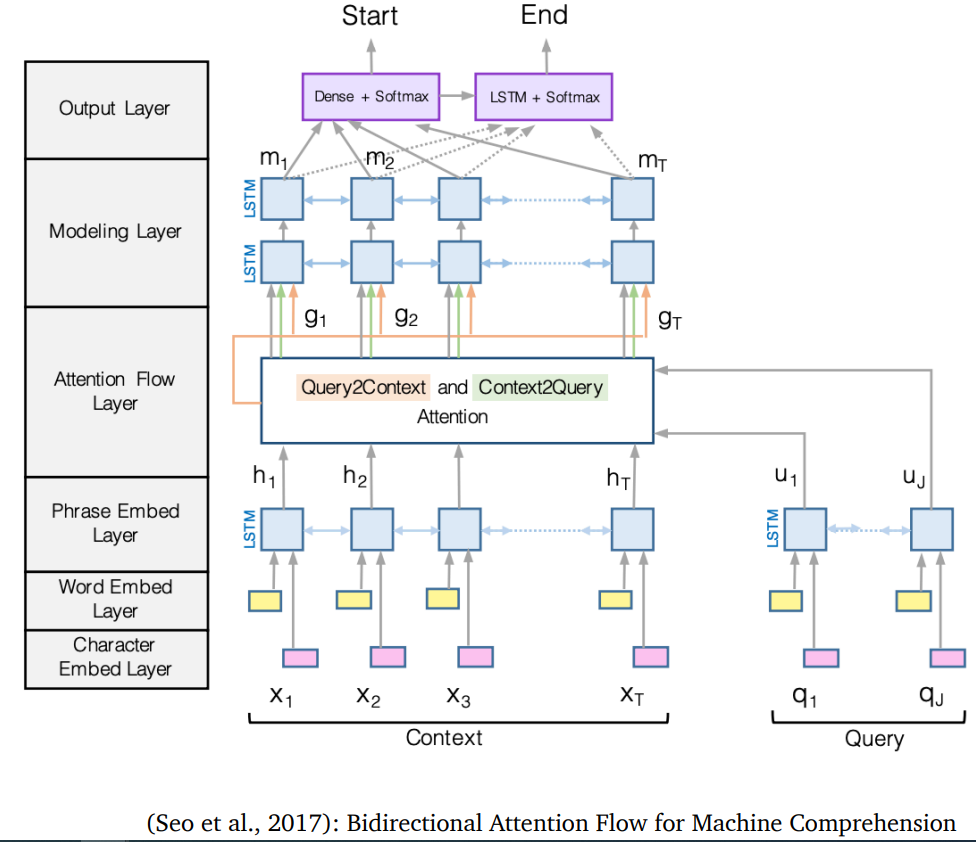 Start
End
Output Layer
Dense + Softmax
LSTM + Softmax
m1
m2
mT
LSTM
Modeling Layer
LSTM
g1
g2
gT
Attention Flow
Layer
Query2Context and Context2Query
Attention
h1
h2
hT
u1
uJ
Phrase Embed
Layer
LSTM
LSTM
Word Embed
Layer
Character
Embed Layer
x1
x2
x3
xT
q1
qJ
Context
Query
(Seo et al., 2017): Bidirectional Attention Flow for Machine Comprehension